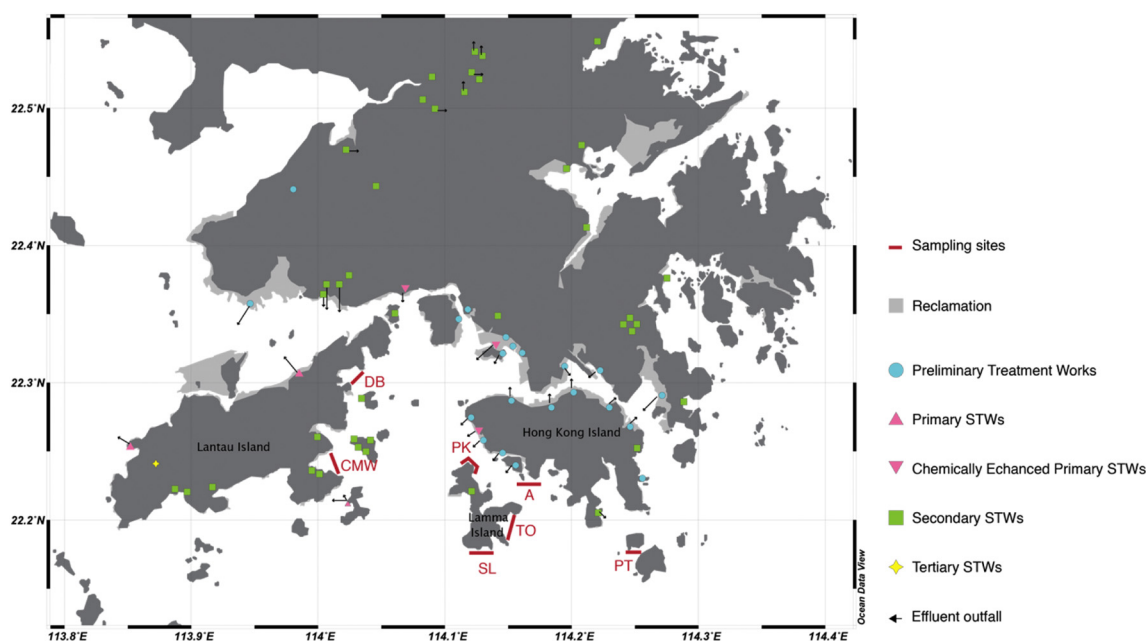 22.5°N
22.4°N
22.3°N
22.2°N
113.8°E
113.9°E
114°E
114.1°E
114.2°E
114.3°E
114.4°E
DB
Lantau Island
CMW
Hong Kong Island
PK
A
Lamma
Island
TO
SL
PT
Ocean Data View
Sampling sites
Reclamation
Preliminary Treatment Works
Primary STWs
Chemically Enhanced Primary STWs
Secondary STWs
Tertiary STWs
Effluent outfall